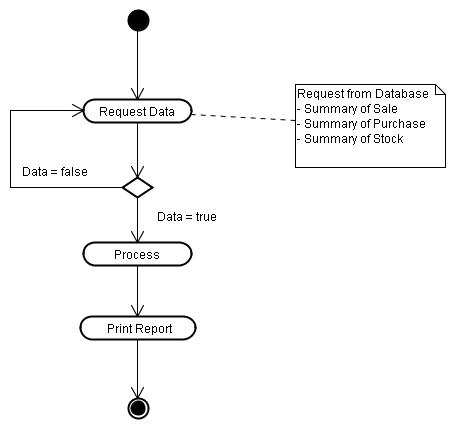 Request Data
Request from Database
- Summary of Sale
- Summary of Purchase
- Summary of Stock
Data = false
Data = true
Process
Print Report